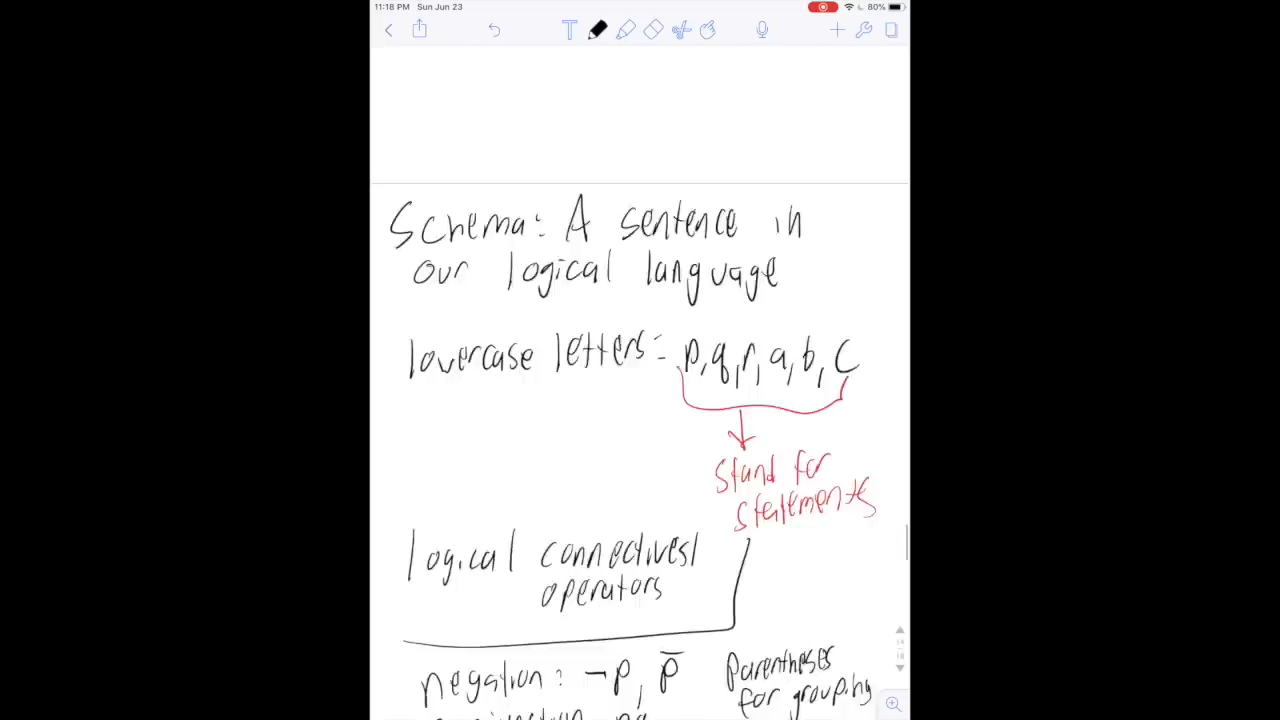 11:18 PM Sun Jun 23 80%
Schema: A sentence in
our logical language
lowercase letters: p, q, r, a, b, c
Stand for
statements
logical connectives/
operators
negation: ¬p, p̅
Parentheses
for grouping